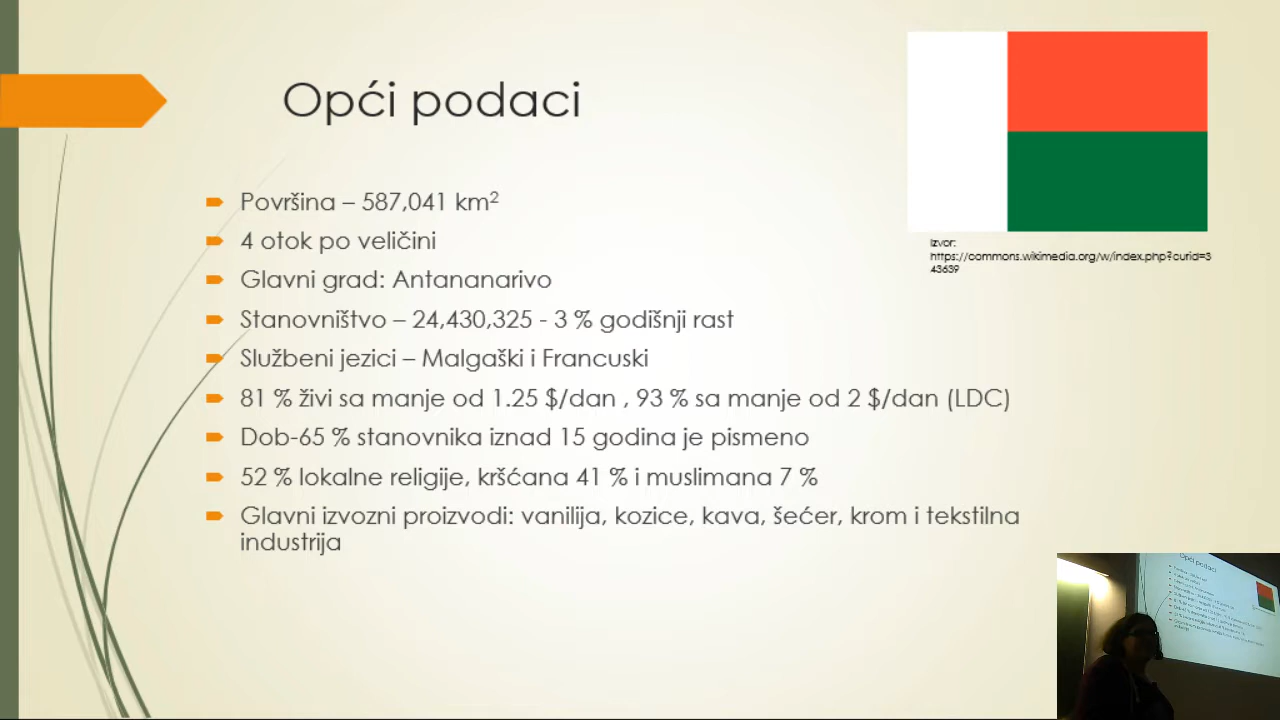 Opći podaci
Površina – 587,041 km²
4 otok po veličini
Glavni grad: Antananarivo
Stanovništvo – 24,430,325 - 3 % godišnji rast
Službeni jezici – Malgaški i Francuski
81 % živi sa manje od 1.25 $/dan , 93 % sa manje od 2 $/dan (LDC)
Dob-65 % stanovnika iznad 15 godina je pismeno
52 % lokalne religije, kršćana 41 % i muslimana 7 %
Glavni izvozni proizvodi: vanilija, kozice, kava, šećer, krom i tekstilna
industrija
Izvor:
https://commons.wikimedia.org/w/index.php?curid=3
43639
Opći podaci